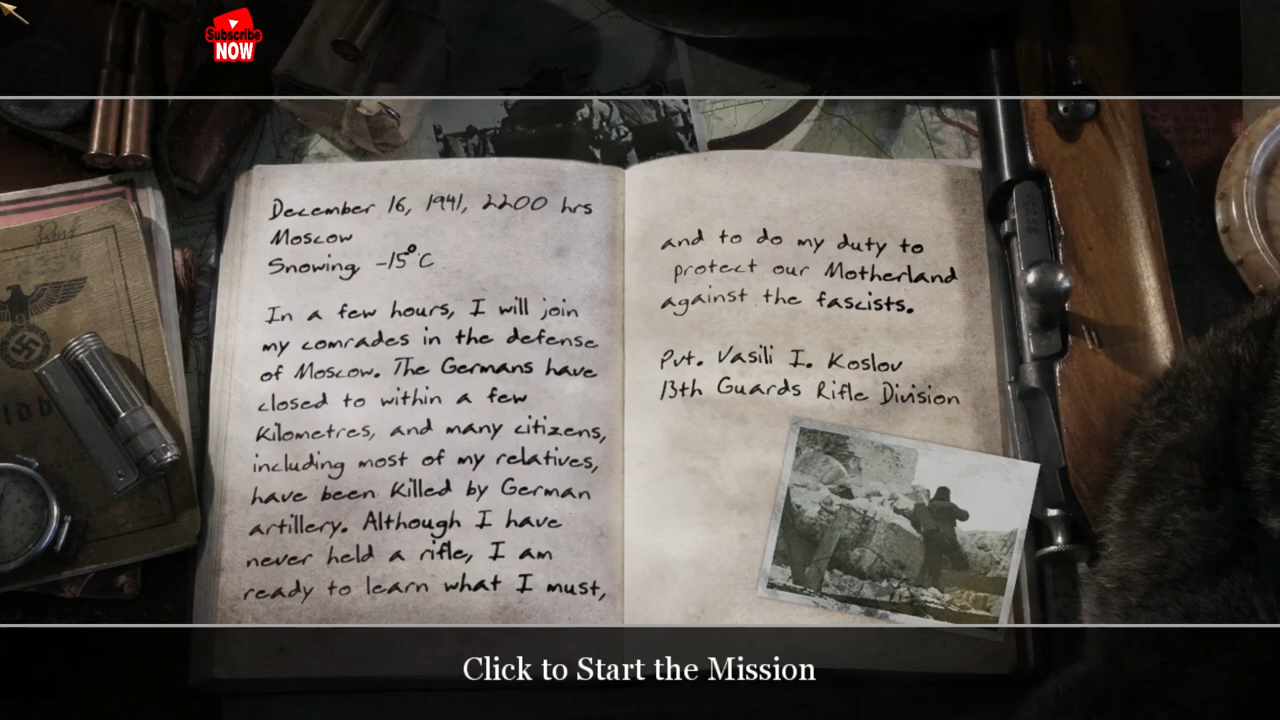 Subscribe
NOW
December 16, 1941, 2200 hrs
Moscow
Snowing, -15°C
In a few hours, I will join
my comrades in the defense
of Moscow. The Germans have
closed to within a few
kilometres, and many citizens,
including most of my relatives,
have been killed by German
artillery. Although I have
never held a rifle, I am
ready to learn what I must,
and to do my duty to
protect our Motherland
against the fascists.
Pvt. Vasili I. Koslov
13th Guards Rifle Division
Click to Start the Mission